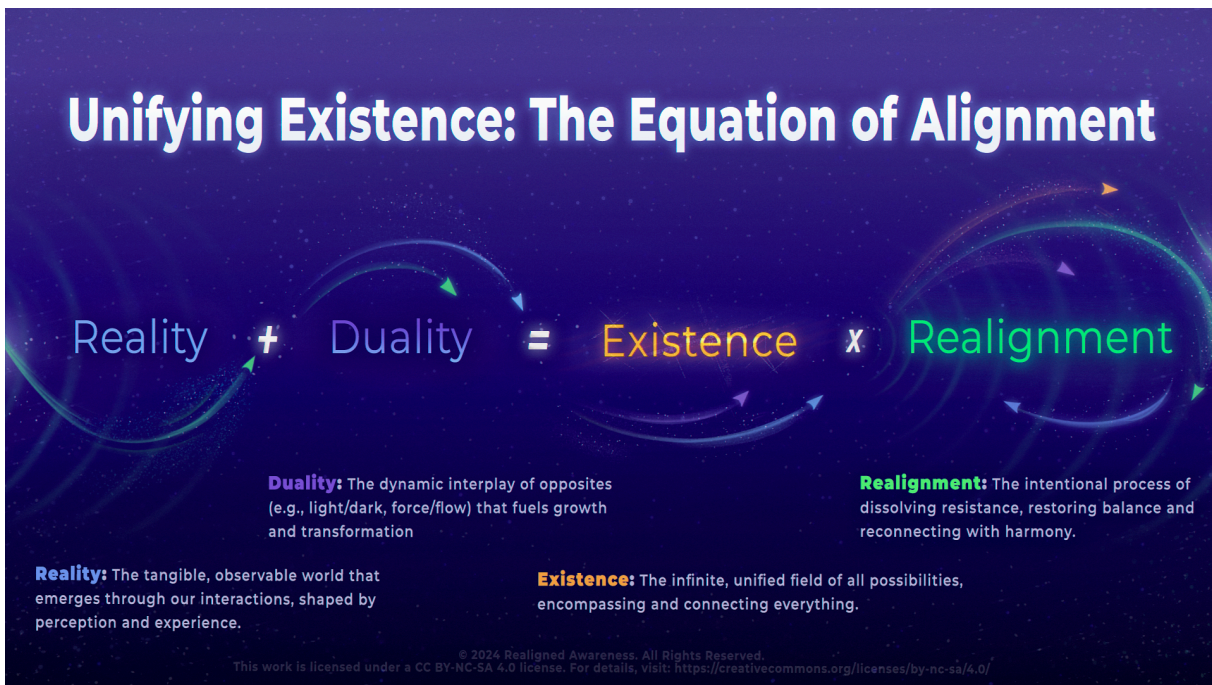 Unifying Existence: The Equation of Alignment
Reality + Duality = Existence x Realignment
Duality: The dynamic interplay of opposites
(e.g., light/dark, force/flow) that fuels growth
and transformation
Realignment: The intentional process of
dissolving resistance, restoring balance and
reconnecting with harmony.
Reality: The tangible, observable world that
emerges through our interactions, shaped by
perception and experience.
Existence: The infinite, unified field of all possibilities,
encompassing and connecting everything.
© 2024 Realigned Awareness. All Rights Reserved.
This work is licensed under a CC BY-NC-SA 4.0 license. For details, visit: https://creativecommons.org/licenses/by-nc-sa/4.0/